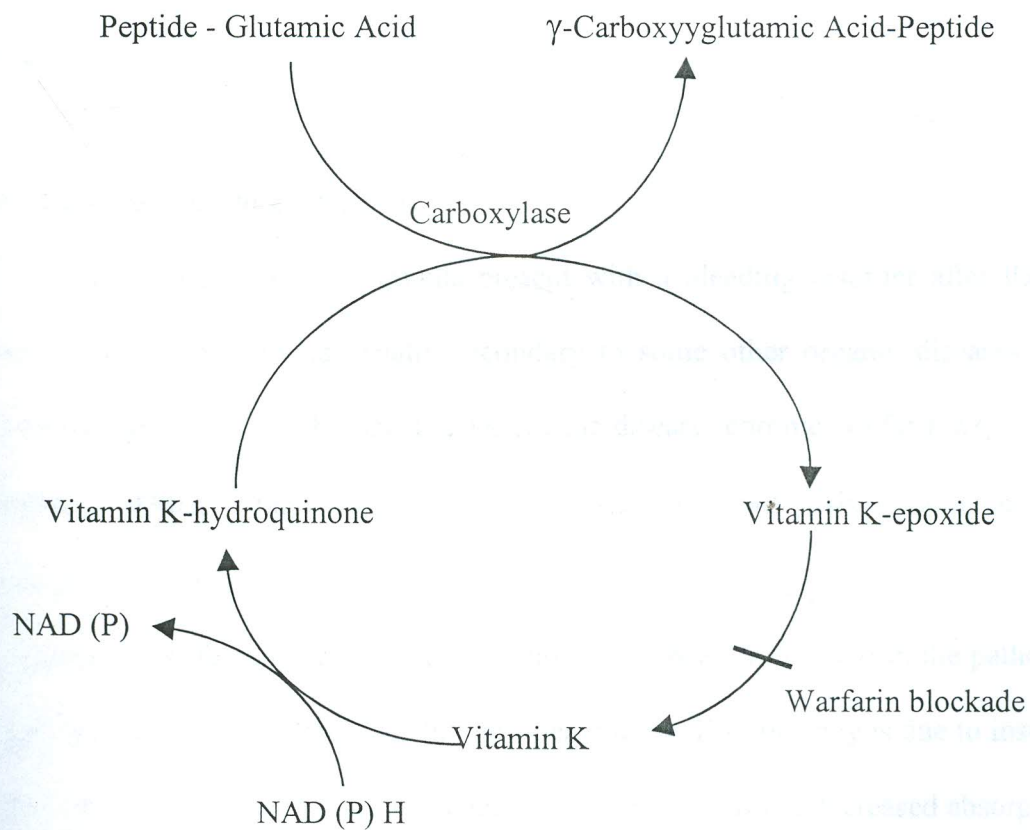 Peptide - Glutamic Acid
γ-Carboxyyglutamic Acid-Peptide
Carboxylase
Vitamin K-hydroquinone
Vitamin K-epoxide
NAD (P)
Warfarin blockade
Vitamin K
NAD (P) H